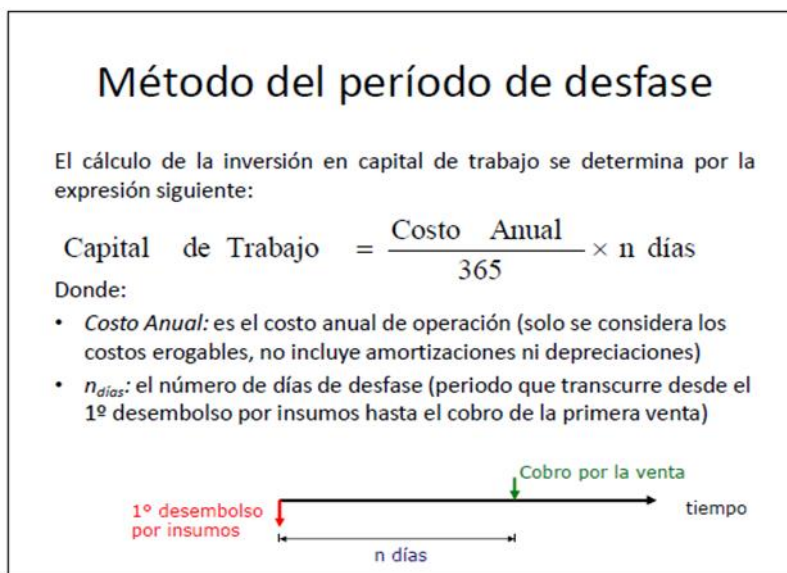 Método del período de desfase
El cálculo de la inversión en capital de trabajo se determina por la
expresión siguiente:
Capital de Trabajo = Costo Anual / 365 × n días
Donde:
• Costo Anual: es el costo anual de operación (solo se considera los
costos erogables, no incluye amortizaciones ni depreciaciones)
• n días: el número de días de desfase (periodo que transcurre desde el
1º desembolso por insumos hasta el cobro de la primera venta)
Cobro por la venta
1º desembolso
por insumos
tiempo
n días